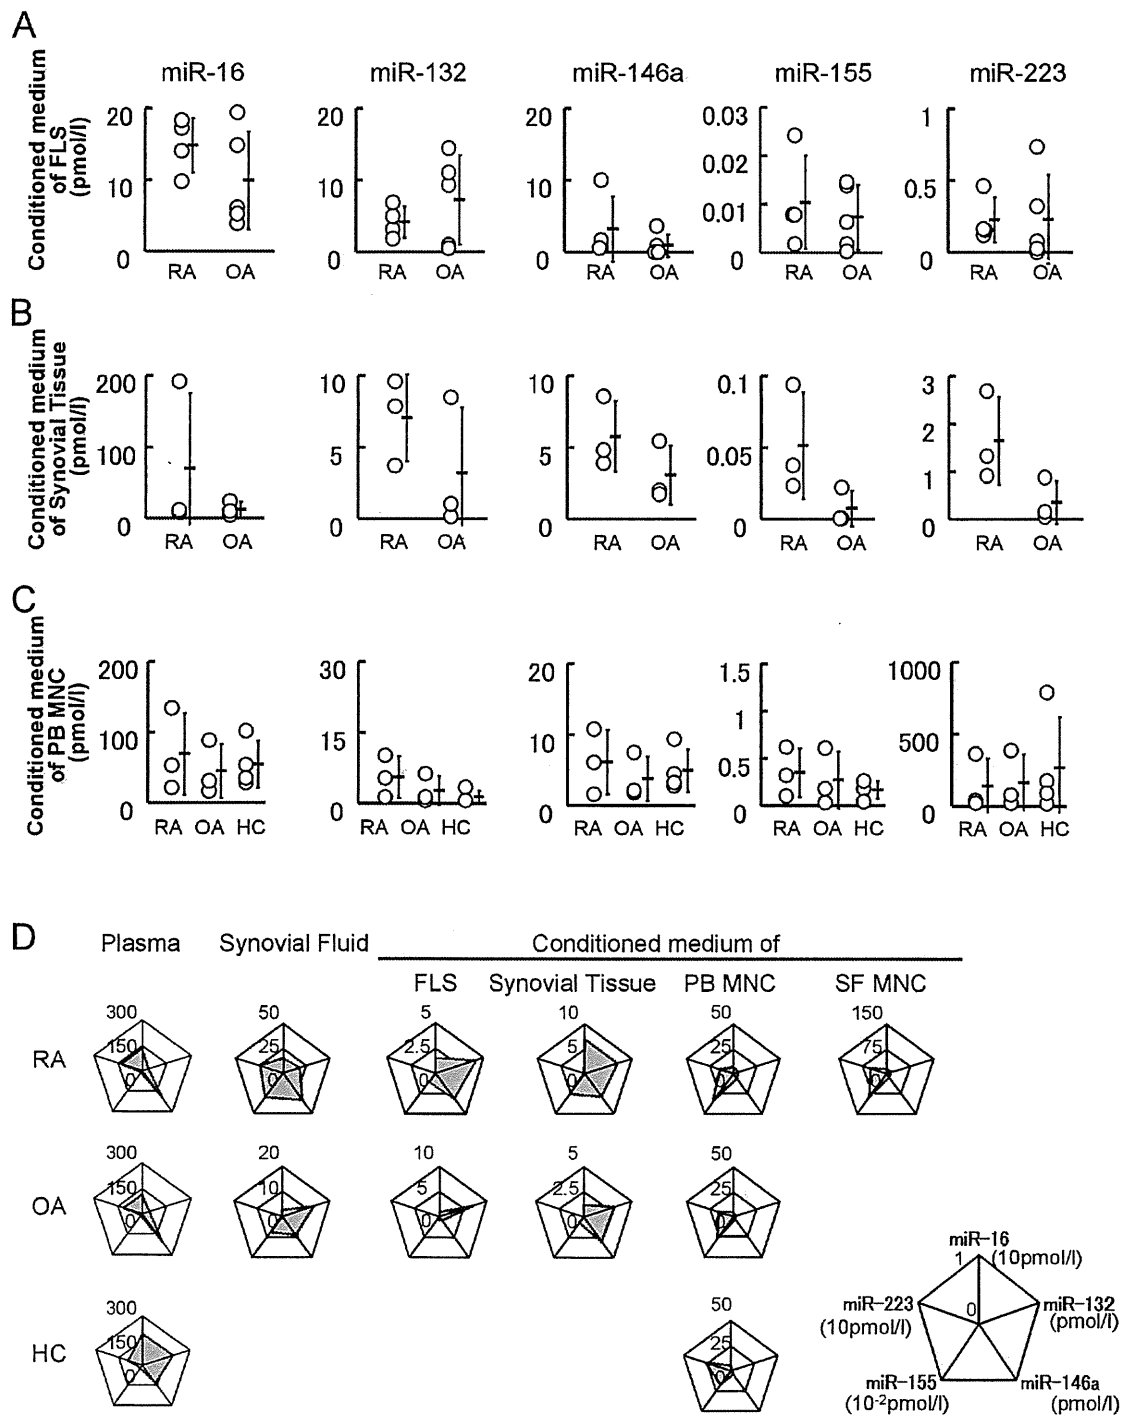 A
miR-16 miR-132 miR-146a miR-155 miR-223
Conditioned medium
of FLS
(pmol/l)
20 20 20 0.03 1
0.02
10 10 10 0.5
0.01
0 0 0 0 0
RA OA RA OA RA OA RA OA RA OA
B
Conditioned medium
of Synovial Tissue
(pmol/l)
200 10 10 0.1 3
2
100 5 5 0.05
1
0 0 0 0 0
RA OA RA OA RA OA RA OA RA OA
C
Conditioned medium
of PB MNC
(pmol/l)
200 30 20 1.5 1000
1
100 15 10 500
0.5
0 0 0 0 0
RA OA HC RA OA HC RA OA HC RA OA HC RA OA HC
D
Plasma Synovial Fluid Conditioned medium of
FLS Synovial Tissue PB MNC SF MNC
RA
300 50 5 10 50 150
150 25 2.5 5 25 75
0 0 0 0 0 0
OA
300 20 10 5 50
150 10 5 2.5 25
0 0 0 0 0
HC
300 50
150 25
0 0
miR-16
1 (10pmol/l)
0
miR-223 miR-132
(10pmol/l) (pmol/l)
miR-155 miR-146a
(10⁻²pmol/l) (pmol/l)